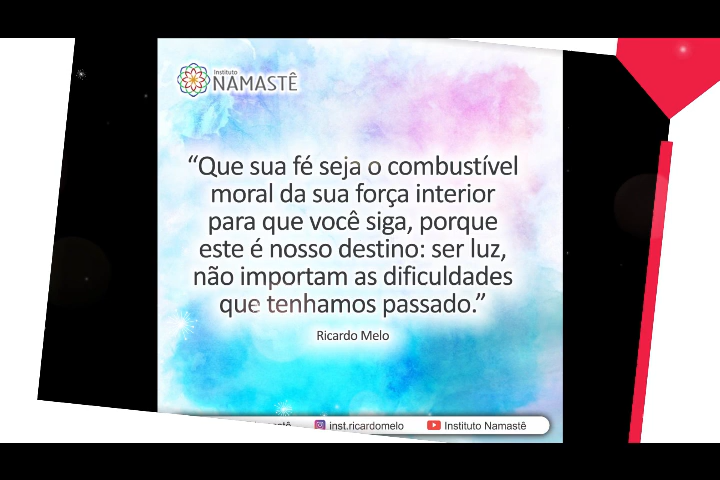 Instituto
NAMASTÊ
“Que sua fé seja o combustível
moral da sua força interior
para que você siga, porque
este é nosso destino: ser luz,
não importam as dificuldades
que tenhamos passado.”
Ricardo Melo
inst.ricardomelo Instituto Namastê